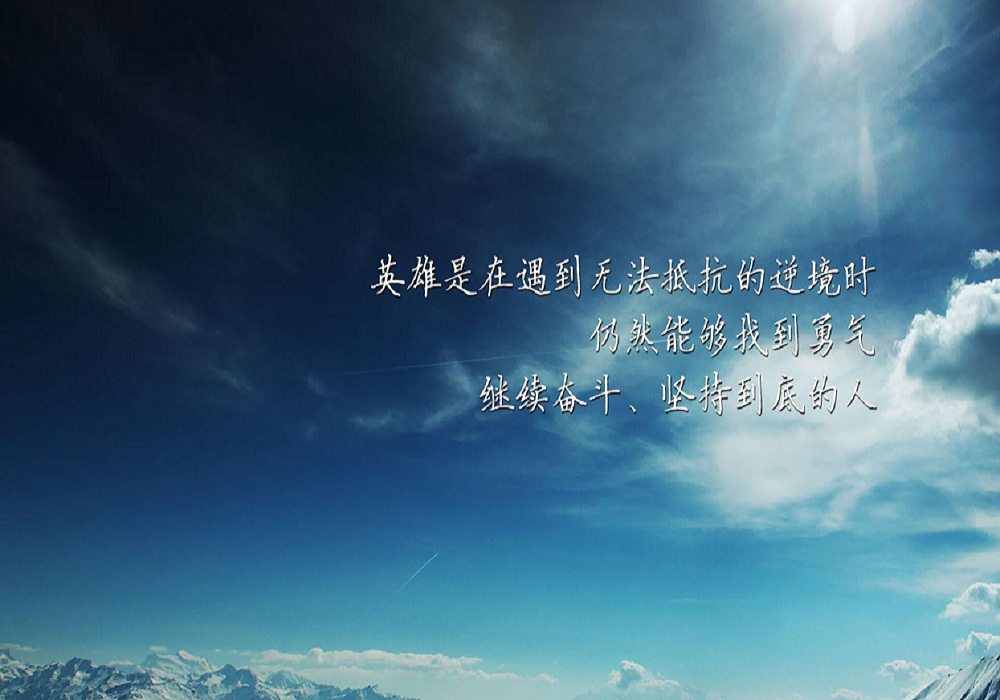 英雄是在遇到无法抵抗的逆境时
仍然能够找到勇气
继续奋斗、坚持到底的人